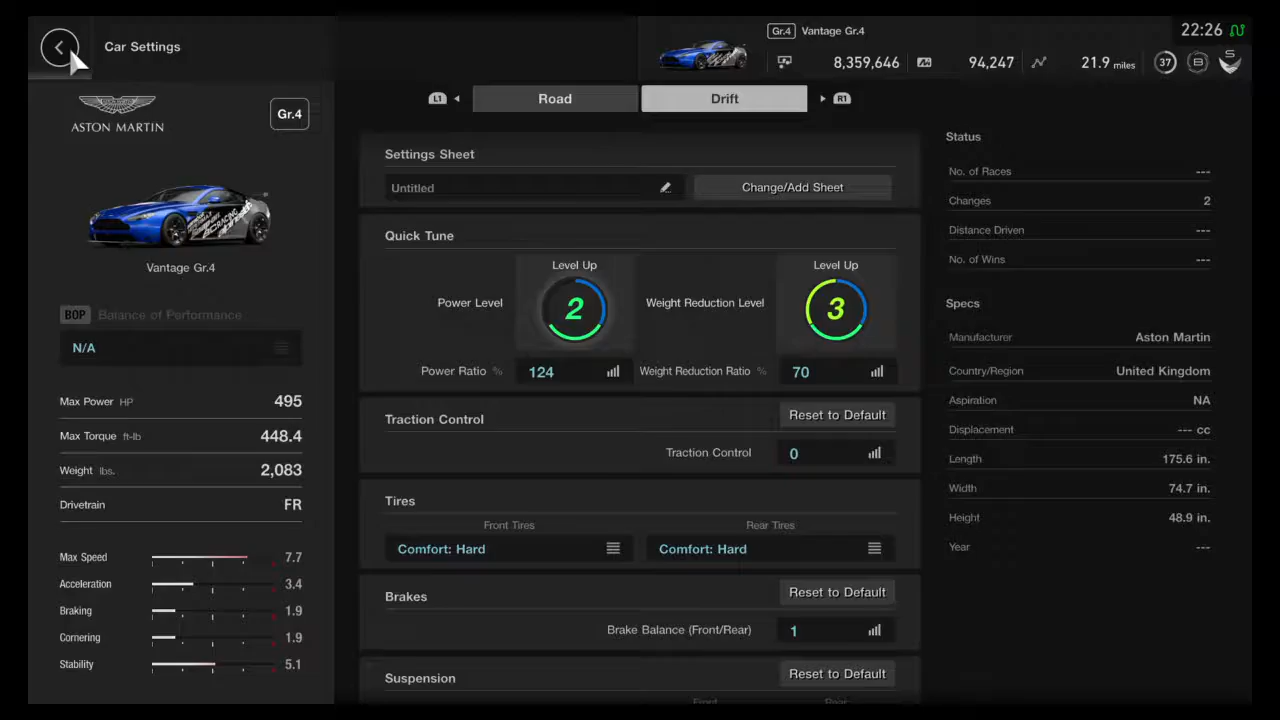 Car Settings
Gr.4 Vantage Gr.4
8,359,646 94,247 21.9 miles 37 B S
22:26
ASTON MARTIN
Gr.4
Vantage Gr.4
BOP Balance of Performance
N/A
Max Power HP 495
Max Torque ft-lb 448.4
Weight lbs. 2,083
Drivetrain FR
Max Speed 7.7
Acceleration 3.4
Braking 1.9
Cornering 1.9
Stability 5.1
L1 Road Drift R1
Settings Sheet
Untitled Change/Add Sheet
Quick Tune
Level Up Level Up
Power Level 2 Weight Reduction Level 3
Power Ratio % 124 Weight Reduction Ratio % 70
Traction Control Reset to Default
Traction Control 0
Tires
Front Tires Rear Tires
Comfort: Hard Comfort: Hard
Brakes Reset to Default
Brake Balance (Front/Rear) 1
Suspension Reset to Default
Front Rear
Status
No. of Races ---
Changes 2
Distance Driven ---
No. of Wins ---
Specs
Manufacturer Aston Martin
Country/Region United Kingdom
Aspiration NA
Displacement --- cc
Length 175.6 in.
Width 74.7 in.
Height 48.9 in.
Year ---